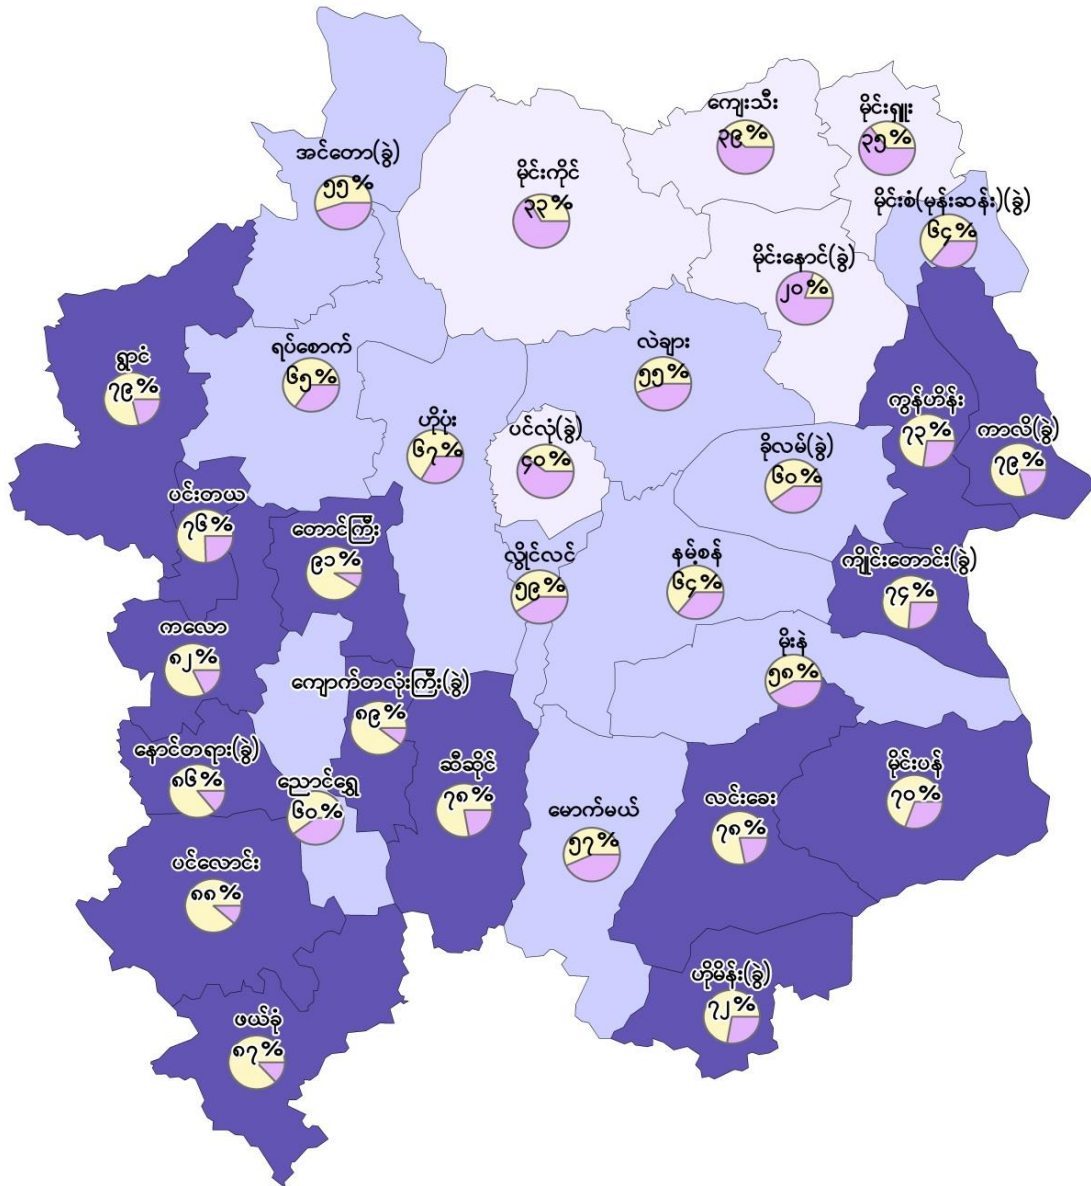 ကျေးသီး
၃၉%
မိုင်းရှူး
၃၅%
အင်တော(ခွဲ)
၅၅%
မိုင်းကိုင်
၃၃%
မိုင်းစံ(မုန်းဆန်း)(ခွဲ)
၆၄%
မိုင်းနောင်(ခွဲ)
၂၀%
ရွာငံ
၇၉%
ရပ်စောက်
၆၅%
လဲချား
၅၅%
ကွန်ဟိန်း
၇၃%
ဟိုပုံး
၆၇%
ပင်လုံ(ခွဲ)
၄၀%
ခိုလမ်(ခွဲ)
၆၀%
ကာလိ(ခွဲ)
၇၉%
ပင်းတယ
၇၆%
တောင်ကြီး
၉၁%
လွိုင်လင်
၅၉%
နမ့်စန်
၆၄%
ကျိုင်းတောင်း(ခွဲ)
၇၄%
ကလော
၈၂%
မိုးနဲ
၅၈%
ကျောက်တလုံးကြီး(ခွဲ)
၈၉%
နောင်တရား(ခွဲ)
၈၆%
ညောင်ရွှေ
၆၀%
ဆီဆိုင်
၇၈%
မိုင်းပန်
၇၀%
မောက်မယ်
၅၇%
လင်းခေး
၇၈%
ပင်လောင်း
၈၈%
ဟိုမိန်း(ခွဲ)
၇၂%
ဖယ်ခုံ
၈၇%